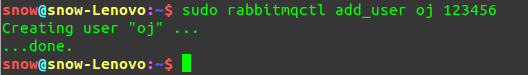 snow@snow-Lenovo:~$ sudo rabbitmqctl add_user oj 123456
Creating user "oj" ...
...done.
snow@snow-Lenovo:~$